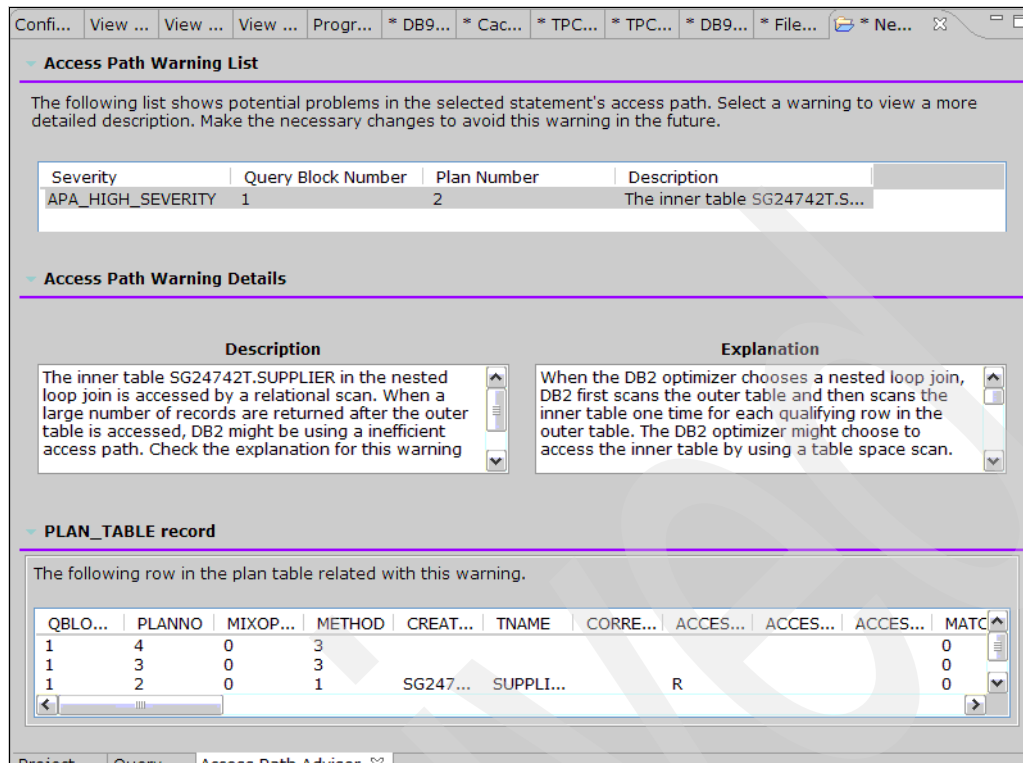 Confi... View ... View ... View ... Progr... * DB9... * Cac... * TPC... * TPC... * DB9... * File... * Ne...
Access Path Warning List
The following list shows potential problems in the selected statement's access path. Select a warning to view a more
detailed description. Make the necessary changes to avoid this warning in the future.
Severity Query Block Number Plan Number Description
APA_HIGH_SEVERITY 1 2 The inner table SG24742T.S...
Access Path Warning Details
Description Explanation
The inner table SG24742T.SUPPLIER in the nested
loop join is accessed by a relational scan. When a
large number of records are returned after the outer
table is accessed, DB2 might be using a inefficient
access path. Check the explanation for this warning
When the DB2 optimizer chooses a nested loop join,
DB2 first scans the outer table and then scans the
inner table one time for each qualifying row in the
outer table. The DB2 optimizer might choose to
access the inner table by using a table space scan.
PLAN_TABLE record
The following row in the plan table related with this warning.
QBLO... PLANNO MIXOP... METHOD CREAT... TNAME CORRE... ACCES... ACCES... ACCES... MATC
1 4 0 3 0
1 3 0 3 0
1 2 0 1 SG247... SUPPLI... R 0
Project Query Access Path Advisor